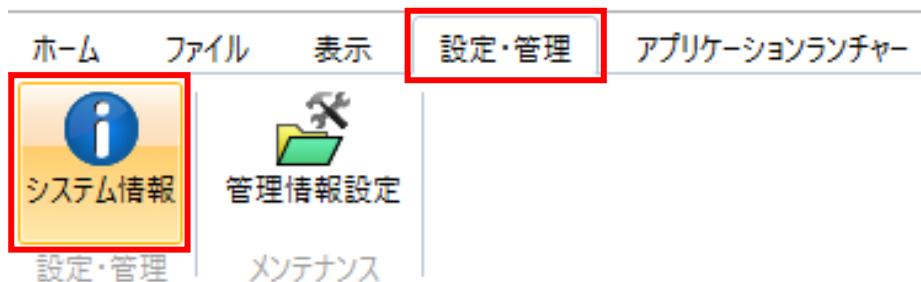 ホーム ファイル 表示 設定・管理 アプリケーションランチャー
システム情報 管理情報設定
設定・管理 メンテナンス